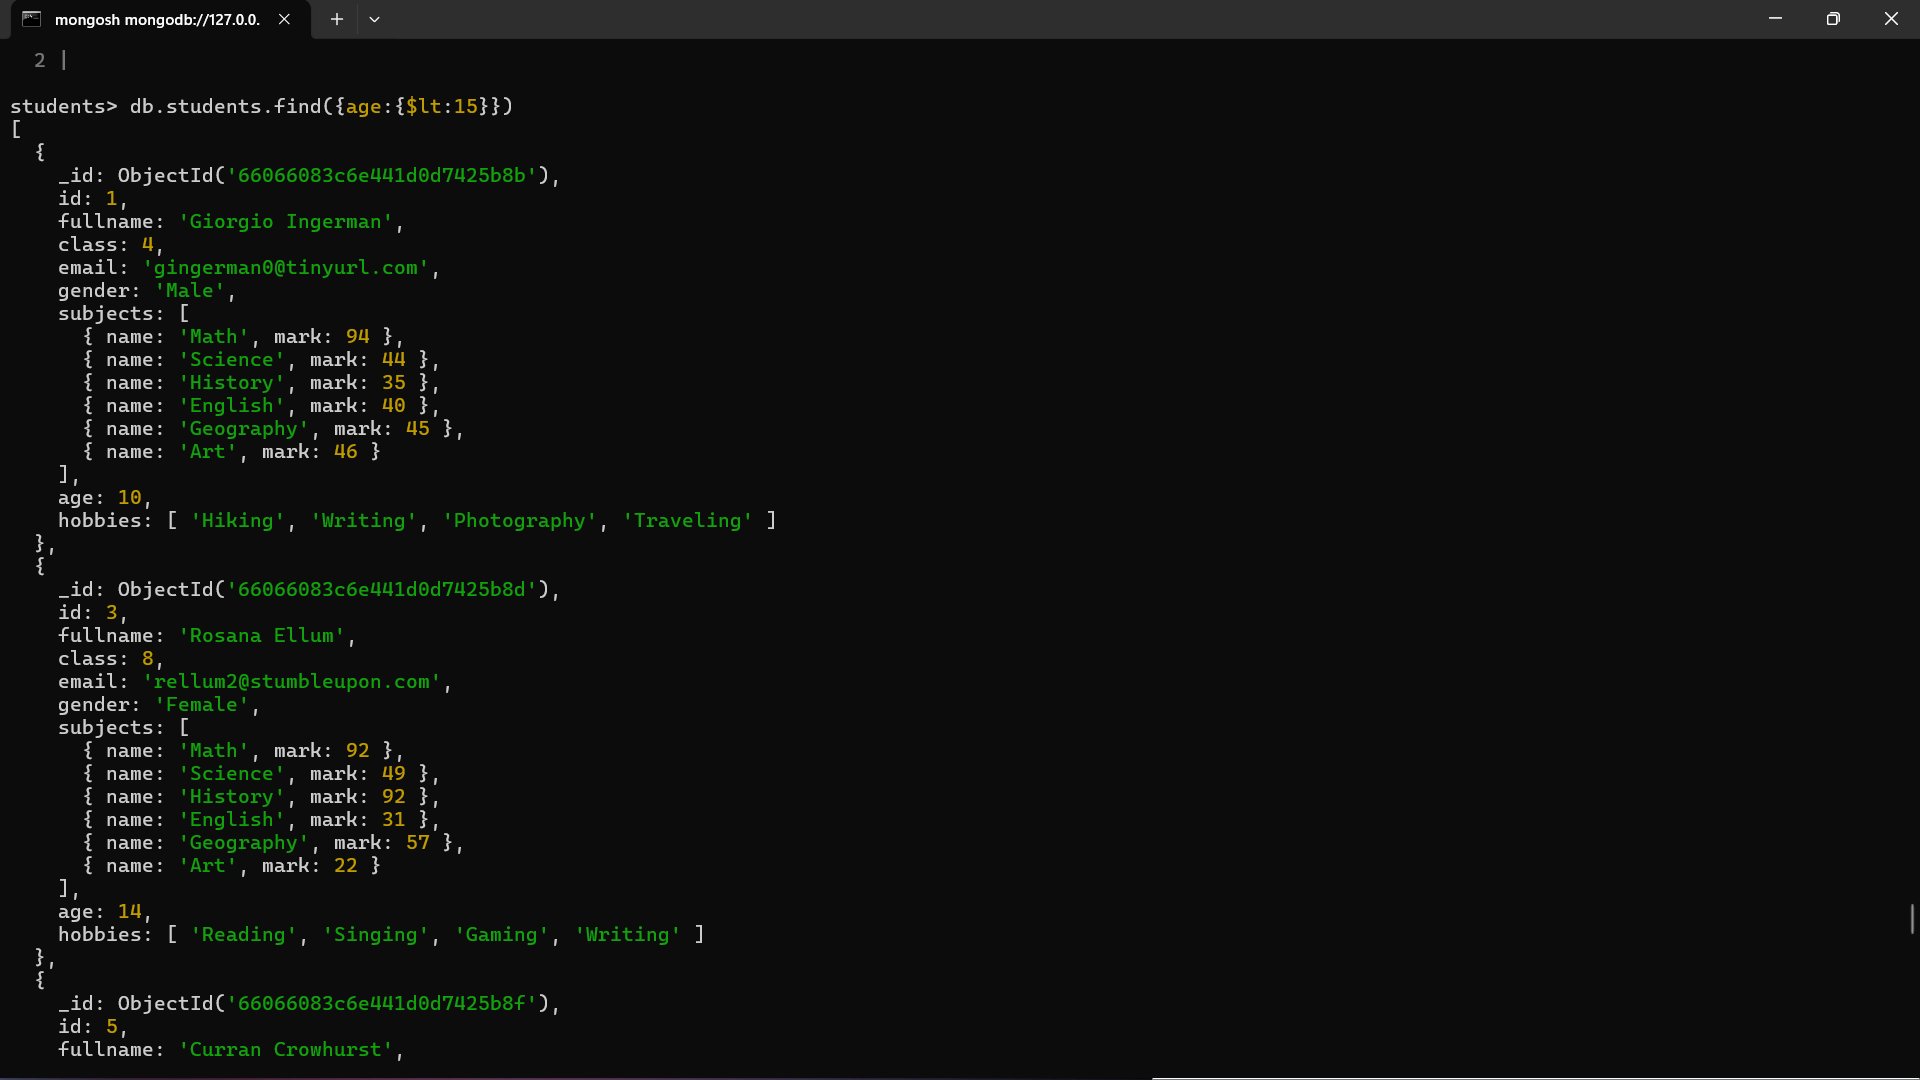 mongosh mongodb://127.0.0.
2
students> db.students.find({age:{$lt:15}})
[
  {
    _id: ObjectId('66066083c6e441d0d7425b8b'),
    id: 1,
    fullname: 'Giorgio Ingerman',
    class: 4,
    email: 'gingerman0@tinyurl.com',
    gender: 'Male',
    subjects: [
      { name: 'Math', mark: 94 },
      { name: 'Science', mark: 44 },
      { name: 'History', mark: 35 },
      { name: 'English', mark: 40 },
      { name: 'Geography', mark: 45 },
      { name: 'Art', mark: 46 }
    ],
    age: 10,
    hobbies: [ 'Hiking', 'Writing', 'Photography', 'Traveling' ]
  },
  {
    _id: ObjectId('66066083c6e441d0d7425b8d'),
    id: 3,
    fullname: 'Rosana Ellum',
    class: 8,
    email: 'rellum2@stumbleupon.com',
    gender: 'Female',
    subjects: [
      { name: 'Math', mark: 92 },
      { name: 'Science', mark: 49 },
      { name: 'History', mark: 92 },
      { name: 'English', mark: 31 },
      { name: 'Geography', mark: 57 },
      { name: 'Art', mark: 22 }
    ],
    age: 14,
    hobbies: [ 'Reading', 'Singing', 'Gaming', 'Writing' ]
  },
  {
    _id: ObjectId('66066083c6e441d0d7425b8f'),
    id: 5,
    fullname: 'Curran Crowhurst',